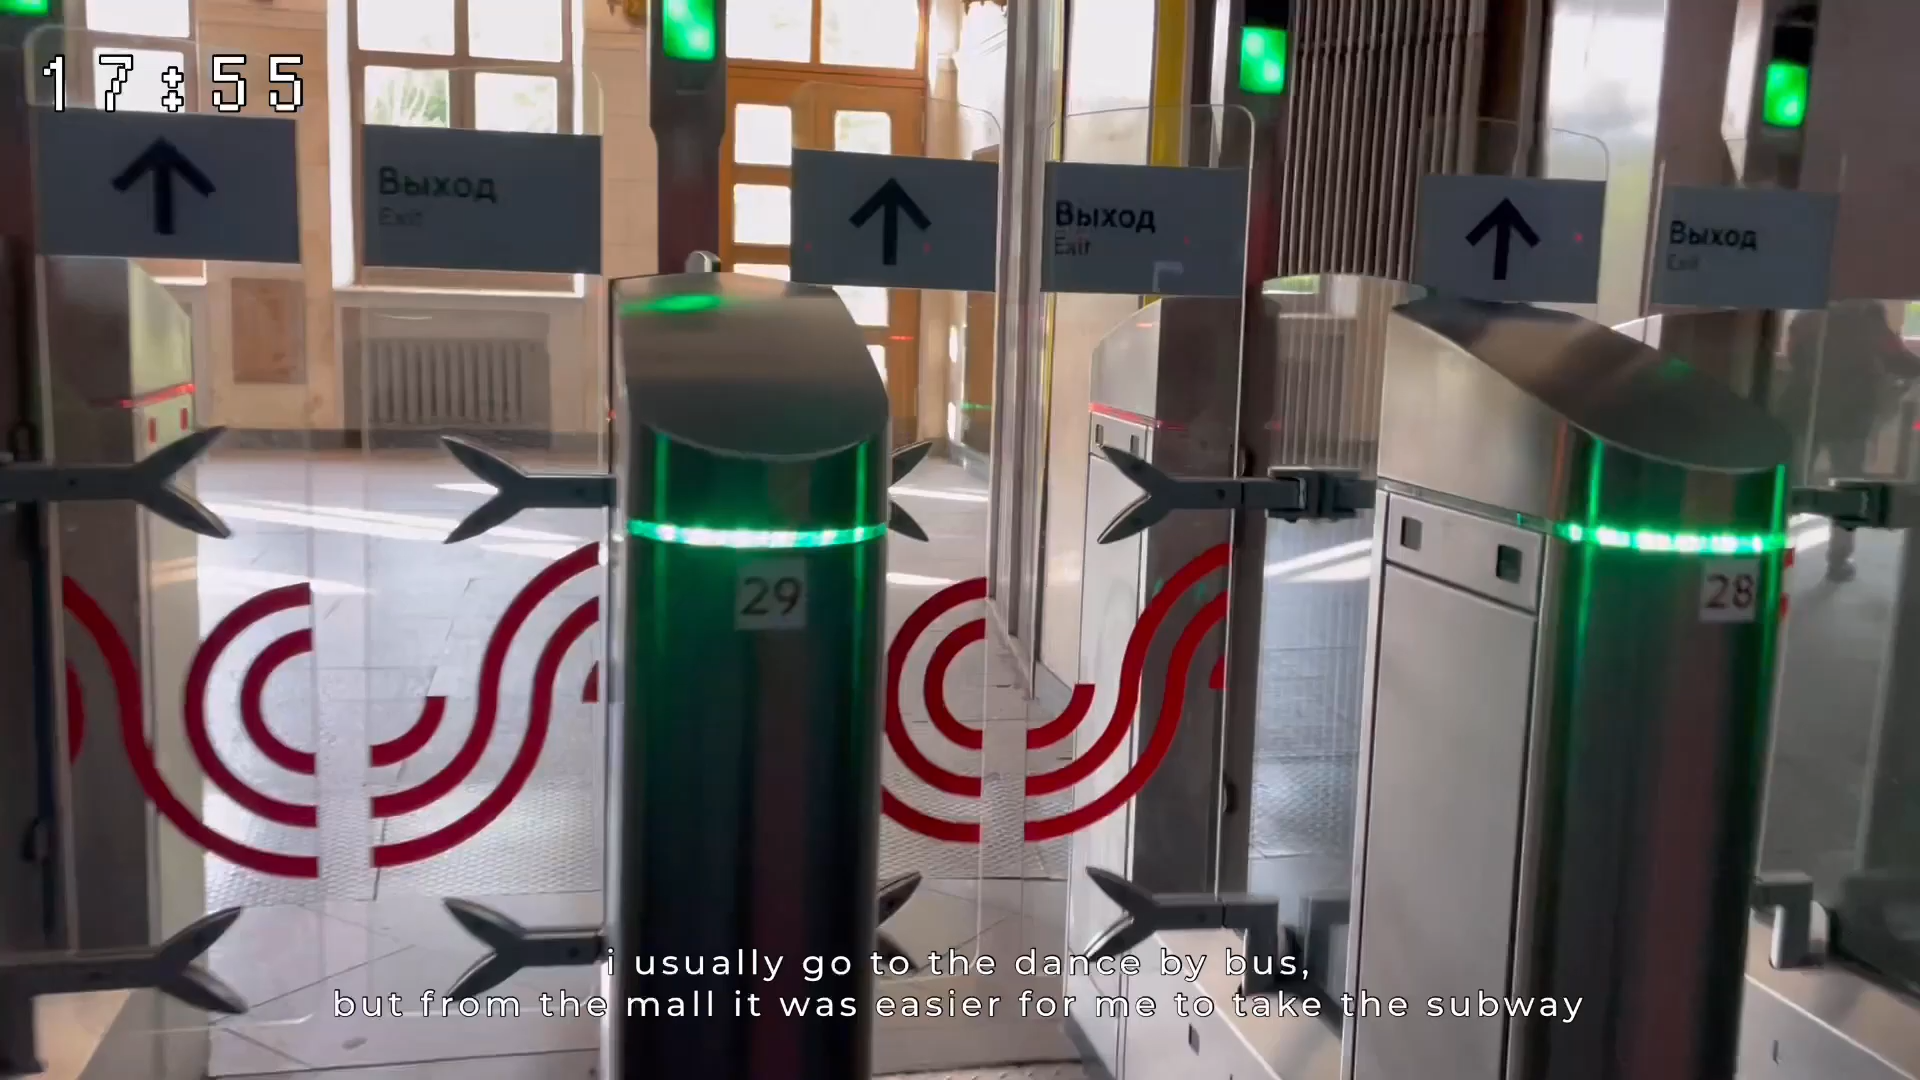 17:55
Выход
Exit
Выход
Exit
Выход
Exit
29
28
i usually go to the dance by bus,
but from the mall it was easier for me to take the subway